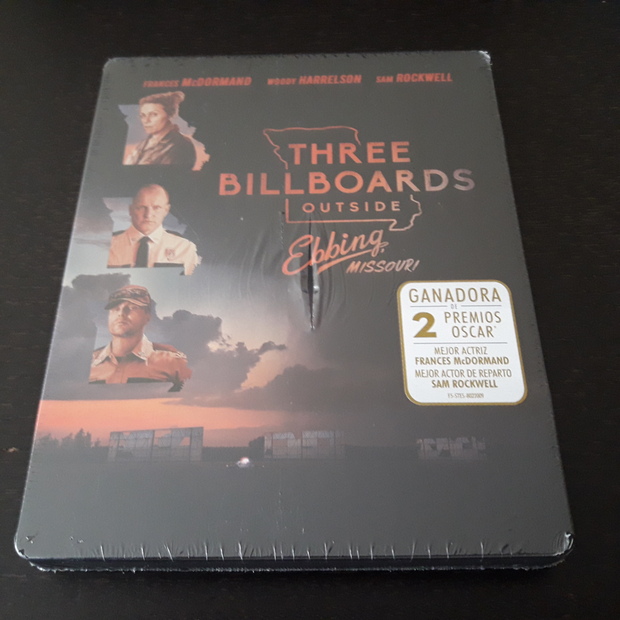 FRANCES McDORMAND WOODY HARRELSON SAM ROCKWELL
THREE
BILLBOARDS
OUTSIDE
Ebbing,
MISSOURI
GANADORA
DE
2 PREMIOS
OSCAR®
MEJOR ACTRIZ
FRANCES McDORMAND
MEJOR ACTOR DE REPARTO
SAM ROCKWELL